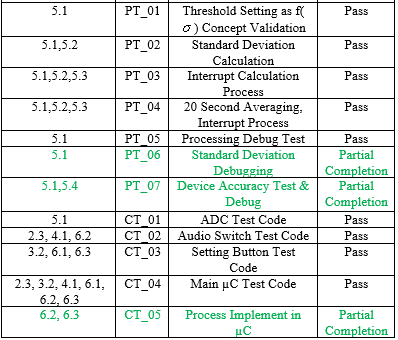 5.1 PT_01 Threshold Setting as f( Pass
σ) Concept Validation
5.1,5.2 PT_02 Standard Deviation Pass
Calculation
5.1,5.2,5.3 PT_03 Interrupt Calculation Pass
Process
5.1,5.2,5.3 PT_04 20 Second Averaging, Pass
Interrupt Process
5.1 PT_05 Processing Debug Test Pass
5.1 PT_06 Standard Deviation Partial
Debugging Completion
5.1,5.4 PT_07 Device Accuracy Test & Partial
Debug Completion
5.1 CT_01 ADC Test Code Pass
2.3, 4.1, 6.2 CT_02 Audio Switch Test Code Pass
3.2, 6.1, 6.3 CT_03 Setting Button Test Pass
Code
2.3, 3.2, 4.1, 6.1, CT_04 Main µC Test Code Pass
6.2, 6.3
6.2, 6.3 CT_05 Process Implement in Partial
µC Completion